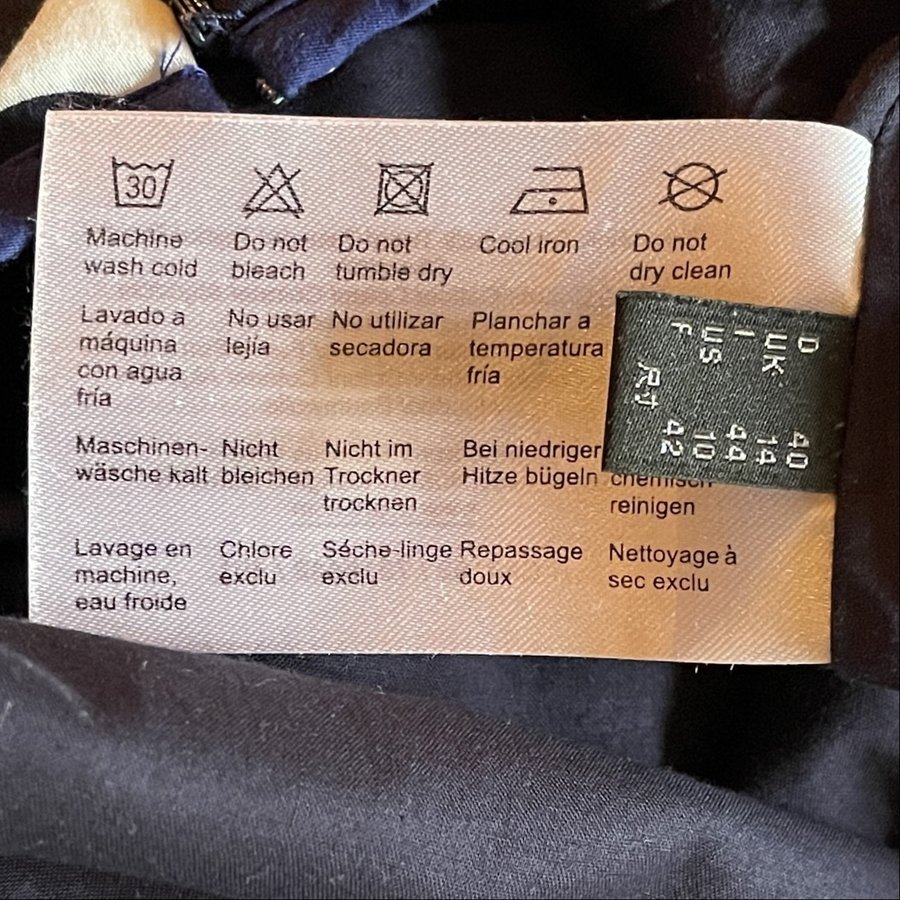 30
Machine wash cold
Do not bleach
Do not tumble dry
Cool iron
Do not dry clean
Lavado a máquina con agua fría
No usar lejía
No utilizar secadora
Planchar a temperatura fría
Maschinen-wäsche kalt
Nicht bleichen
Nicht im Trockner trocknen
Bei niedriger Hitze bügeln
chemisch reinigen
Lavage en machine, eau froide
Chlore exclu
Séche-linge exclu
Repassage doux
Nettoyage à sec exclu
D 40
UK 14
I 44
US 10
F 42